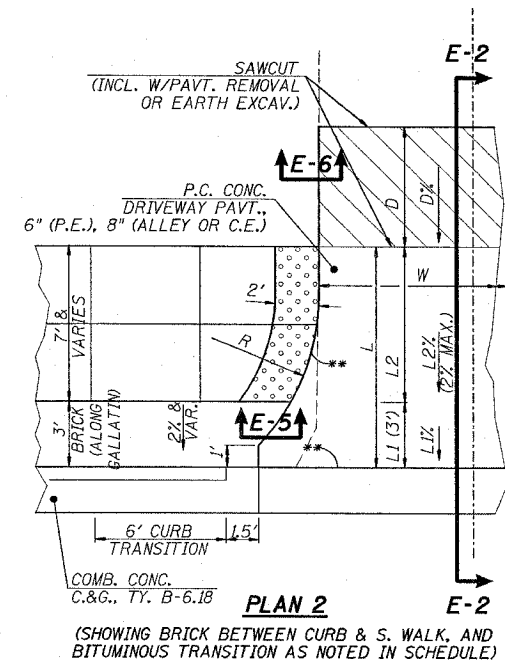 E-2
SAWCUT
(INCL. W/PAVT. REMOVAL
OR EARTH EXCAV.)
E-6
P.C. CONC.
DRIVEWAY PAVT.,
6" (P.E.), 8" (ALLEY OR C.E.)
D
D%
W
2'
R
**
L
L2
L2%
(2% MAX.)
7' &
VARIES
3'
BRICK
(ALONG
GALLATIN)
2% &
VAR.
E-5
1'
**
L1 (3')
L1%
6' CURB
TRANSITION
1.5'
COMB. CONC.
C.&G., TY. B-6.18
PLAN 2
E-2
(SHOWING BRICK BETWEEN CURB & S. WALK, AND
BITUMINOUS TRANSITION AS NOTED IN SCHEDULE)